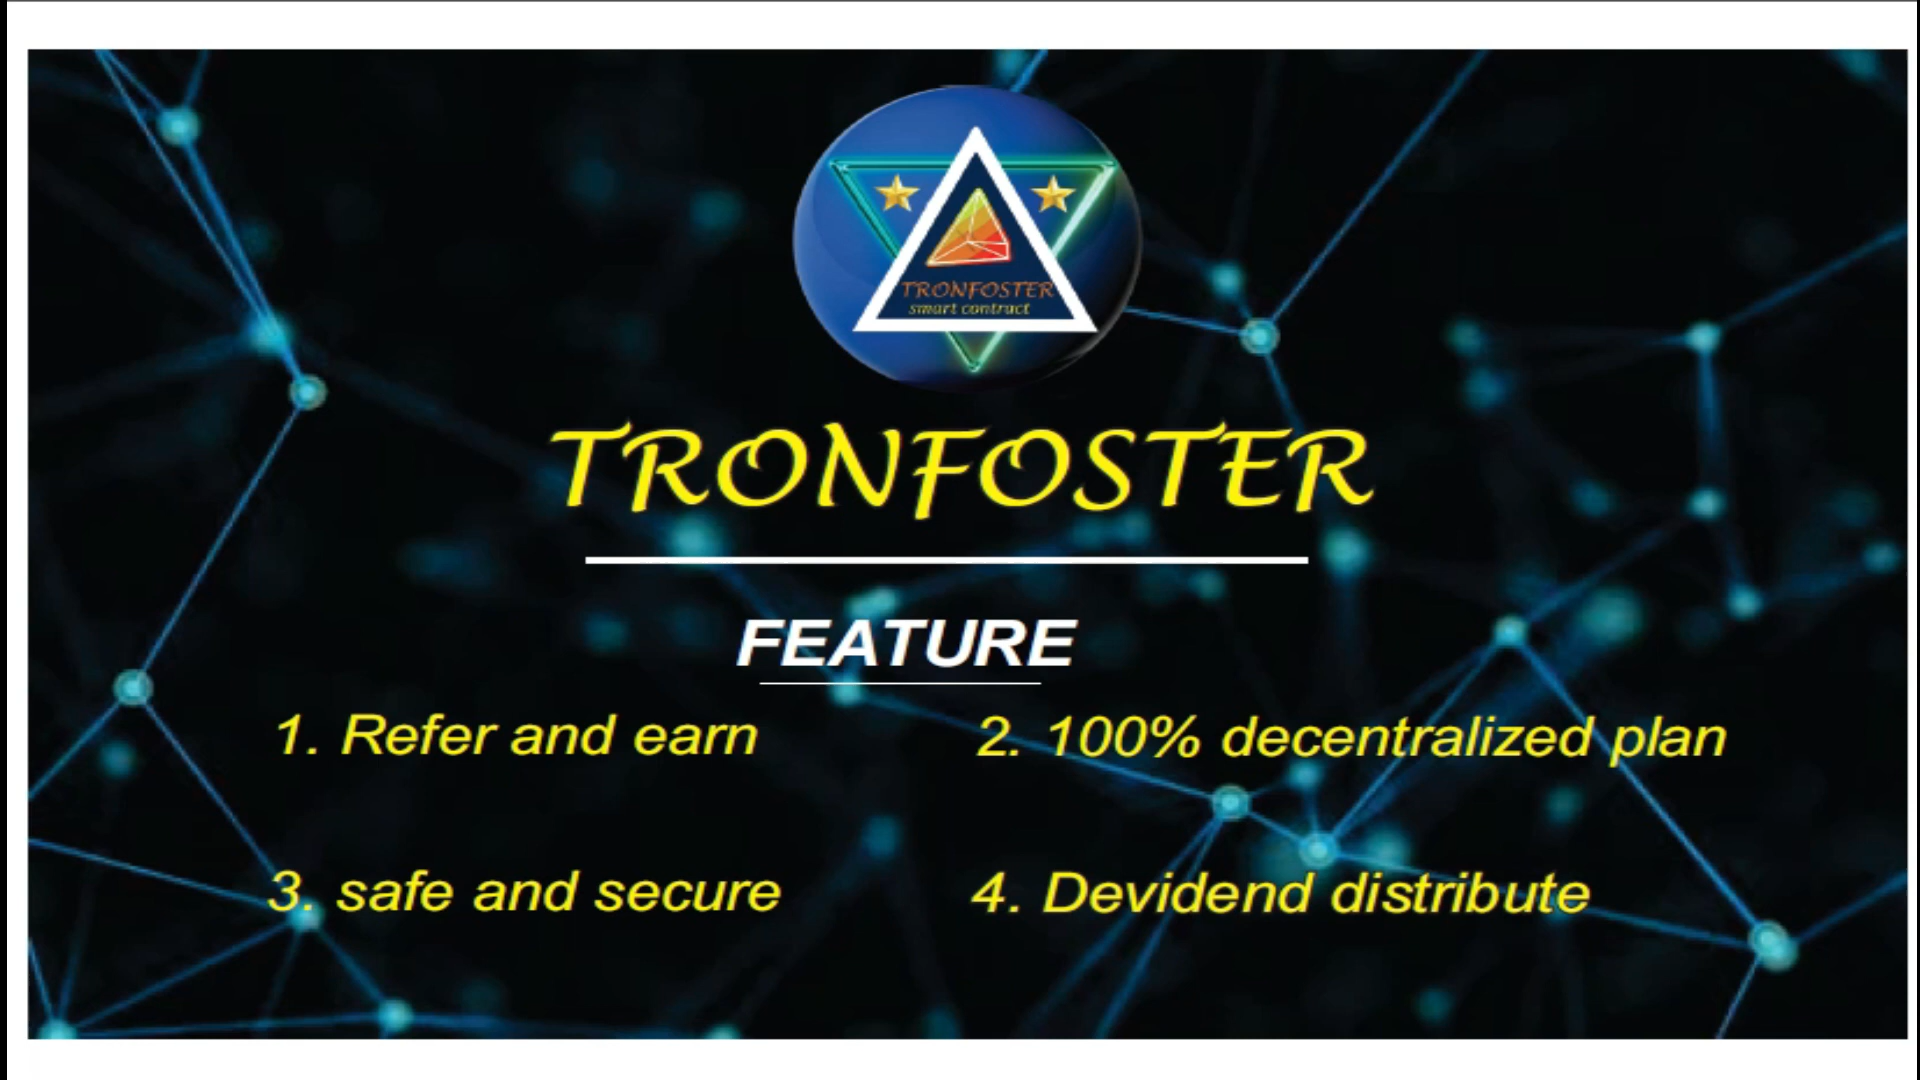 TRONFOSTER
smart contract
TRONFOSTER
FEATURE
1. Refer and earn
2. 100% decentralized plan
3. safe and secure
4. Devidend distribute